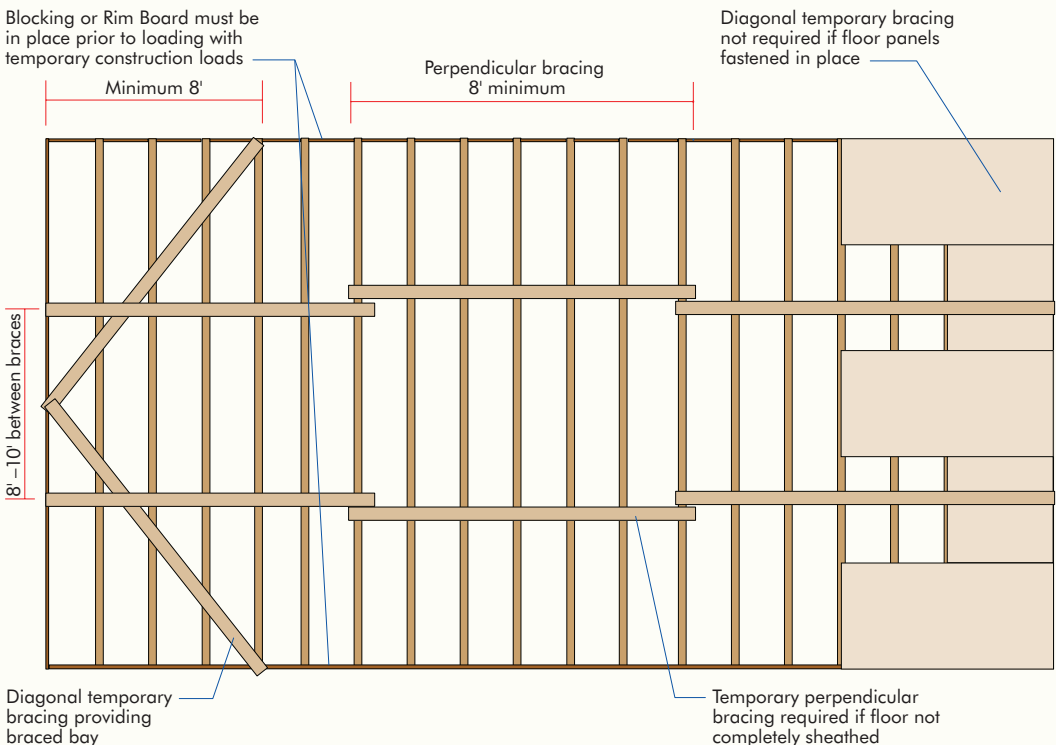 Blocking or Rim Board must be
in place prior to loading with
temporary construction loads
Diagonal temporary bracing
not required if floor panels
fastened in place
Minimum 8'
Perpendicular bracing
8' minimum
8' –10' between braces
Diagonal temporary
bracing providing
braced bay
Temporary perpendicular
bracing required if floor not
completely sheathed